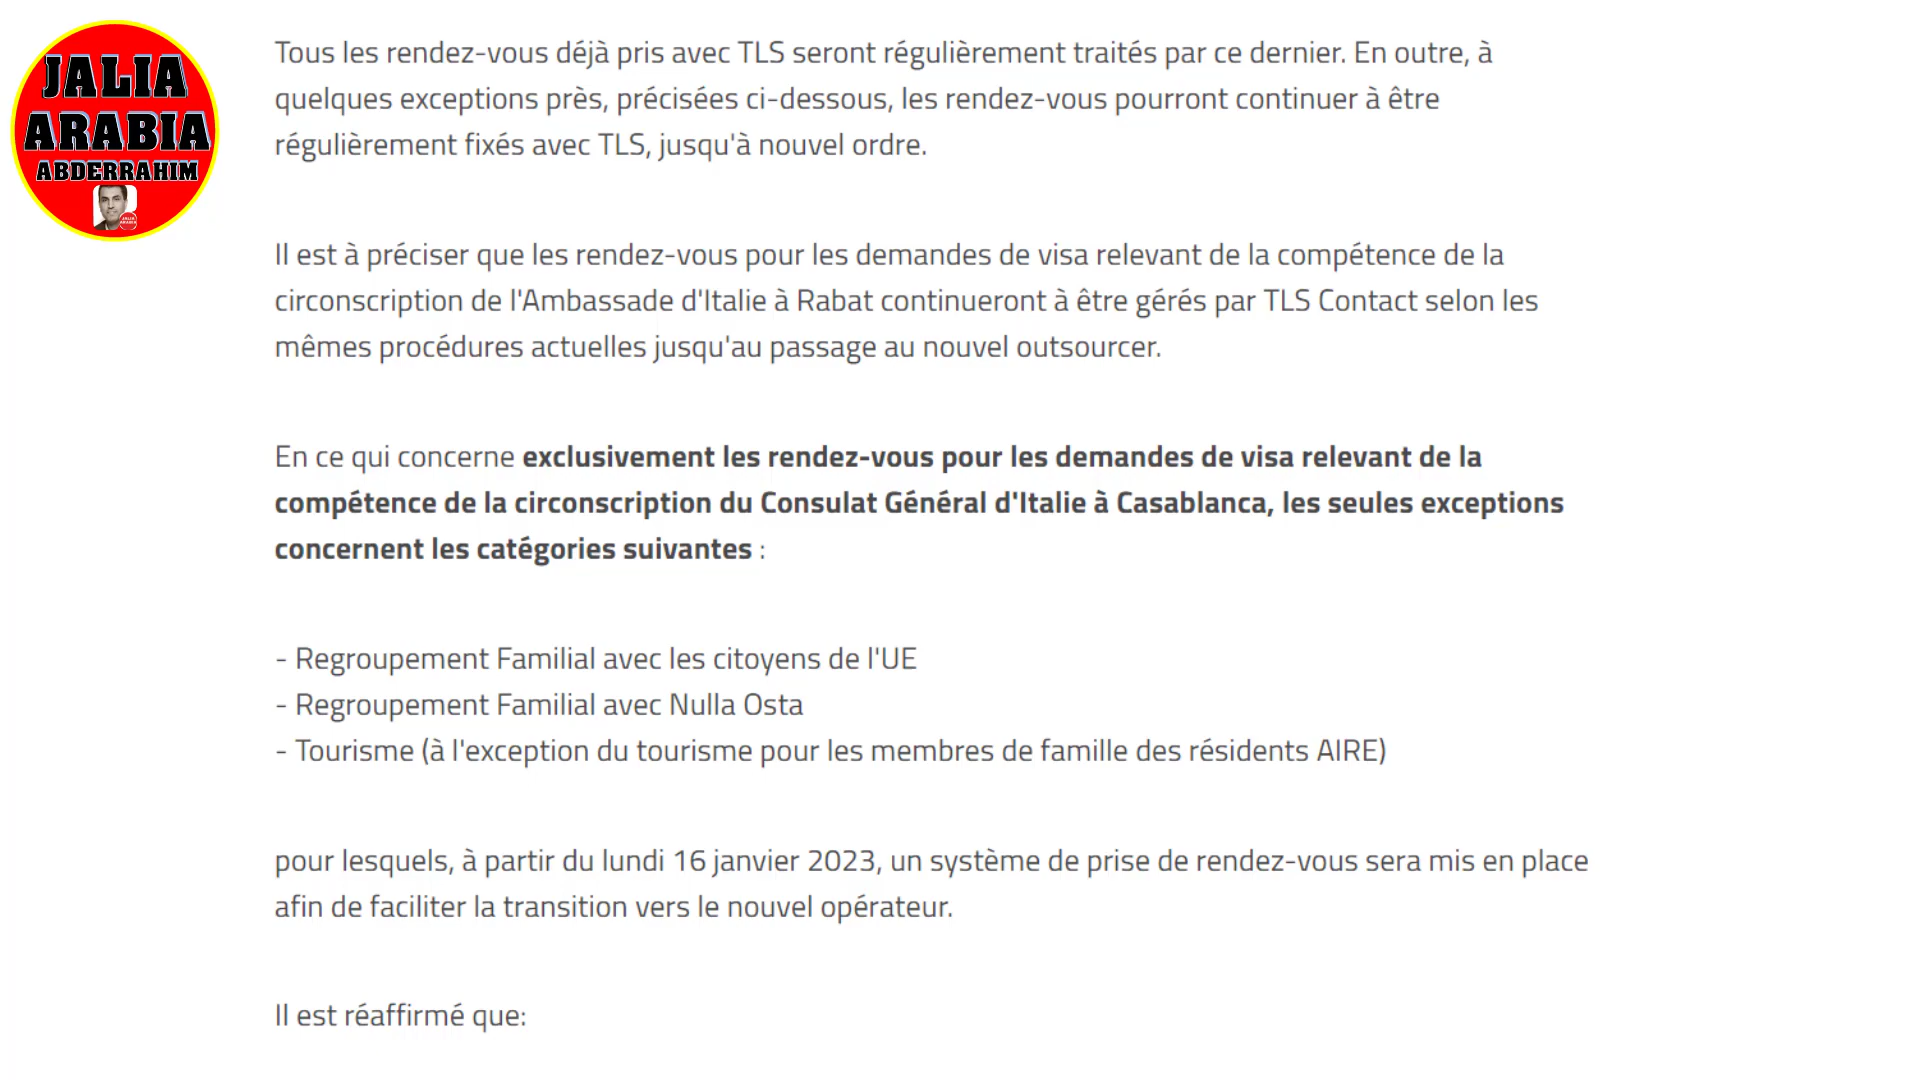 JALIA
ARABIA
ABDERRAHIM
Tous les rendez-vous déjà pris avec TLS seront régulièrement traités par ce dernier. En outre, à
quelques exceptions près, précisées ci-dessous, les rendez-vous pourront continuer à être
régulièrement fixés avec TLS, jusqu'à nouvel ordre.
Il est à préciser que les rendez-vous pour les demandes de visa relevant de la compétence de la
circonscription de l'Ambassade d'Italie à Rabat continueront à être gérés par TLS Contact selon les
mêmes procédures actuelles jusqu'au passage au nouvel outsourcer.
En ce qui concerne exclusivement les rendez-vous pour les demandes de visa relevant de la
compétence de la circonscription du Consulat Général d'Italie à Casablanca, les seules exceptions
concernent les catégories suivantes :
- Regroupement Familial avec les citoyens de l'UE
- Regroupement Familial avec Nulla Osta
- Tourisme (à l'exception du tourisme pour les membres de famille des résidents AIRE)
pour lesquels, à partir du lundi 16 janvier 2023, un système de prise de rendez-vous sera mis en place
afin de faciliter la transition vers le nouvel opérateur.
Il est réaffirmé que: